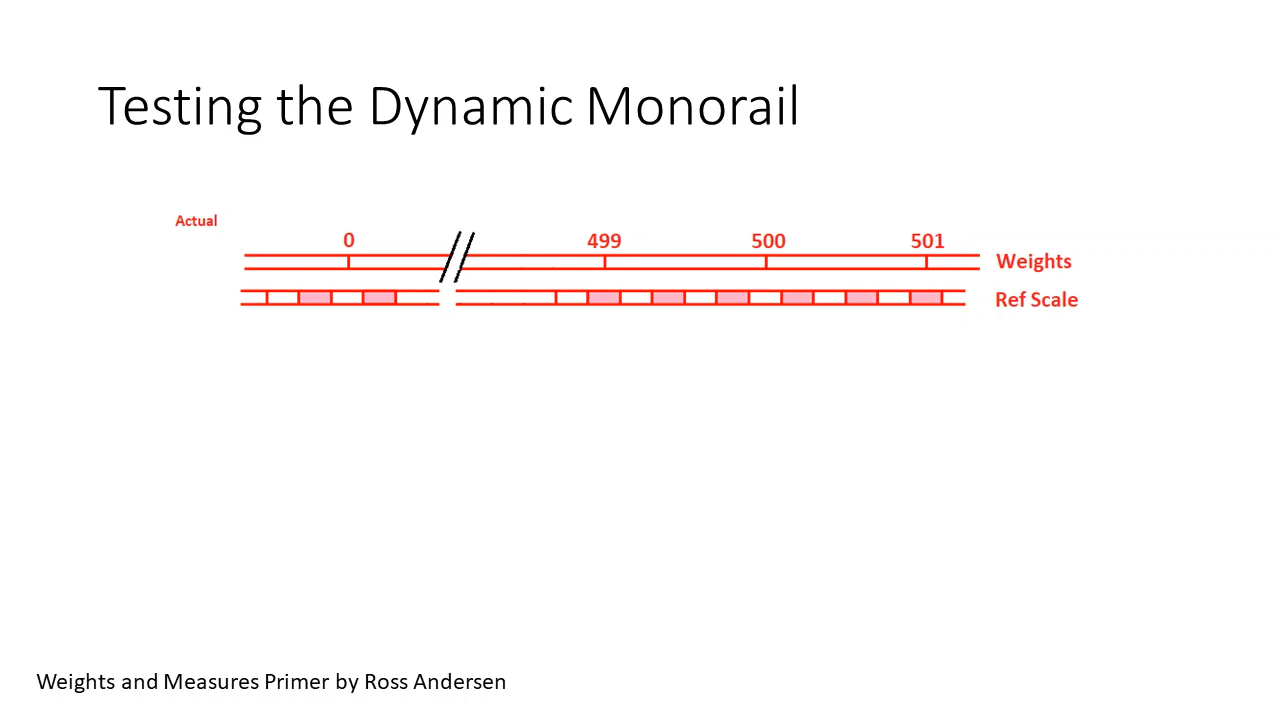 Testing the Dynamic Monorail
Actual
0 499 500 501
Weights
Ref Scale
Weights and Measures Primer by Ross Andersen